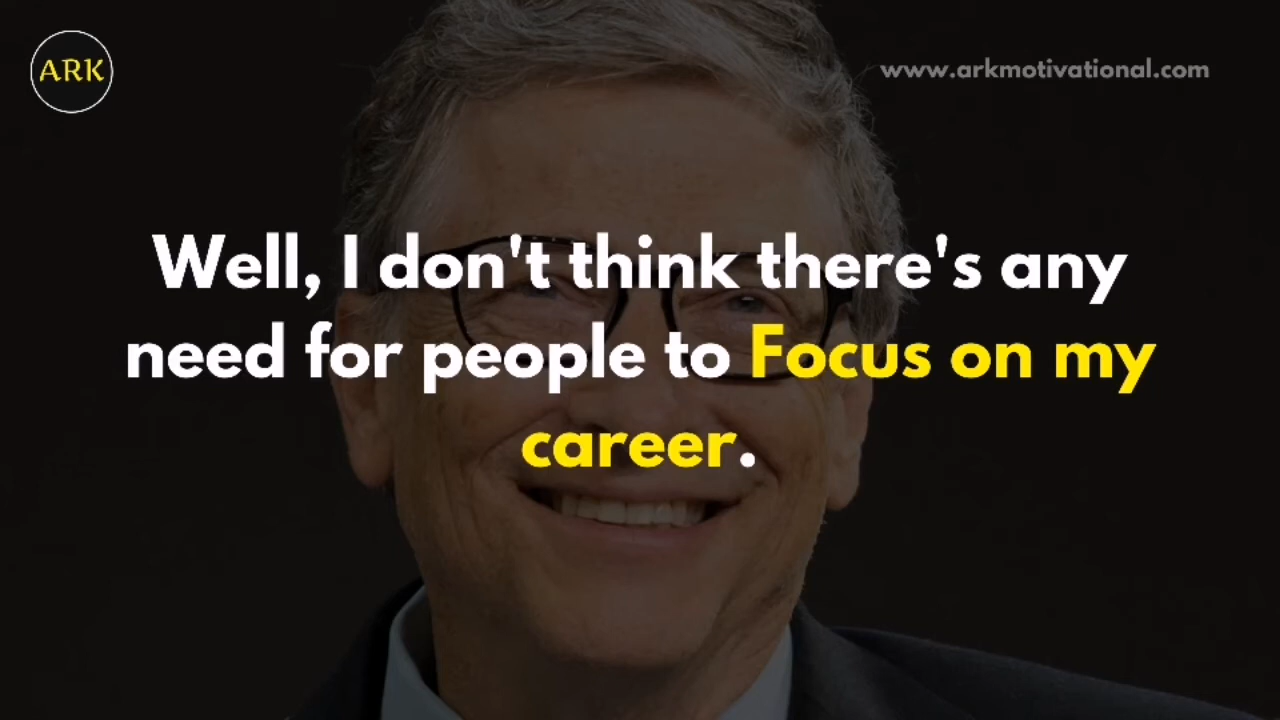 ARK
www.arkmotivational.com
Well, I don't think there's any
need for people to Focus on my
career.